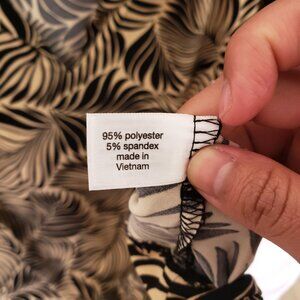 95% polyester
5% spandex
made in
Vietnam